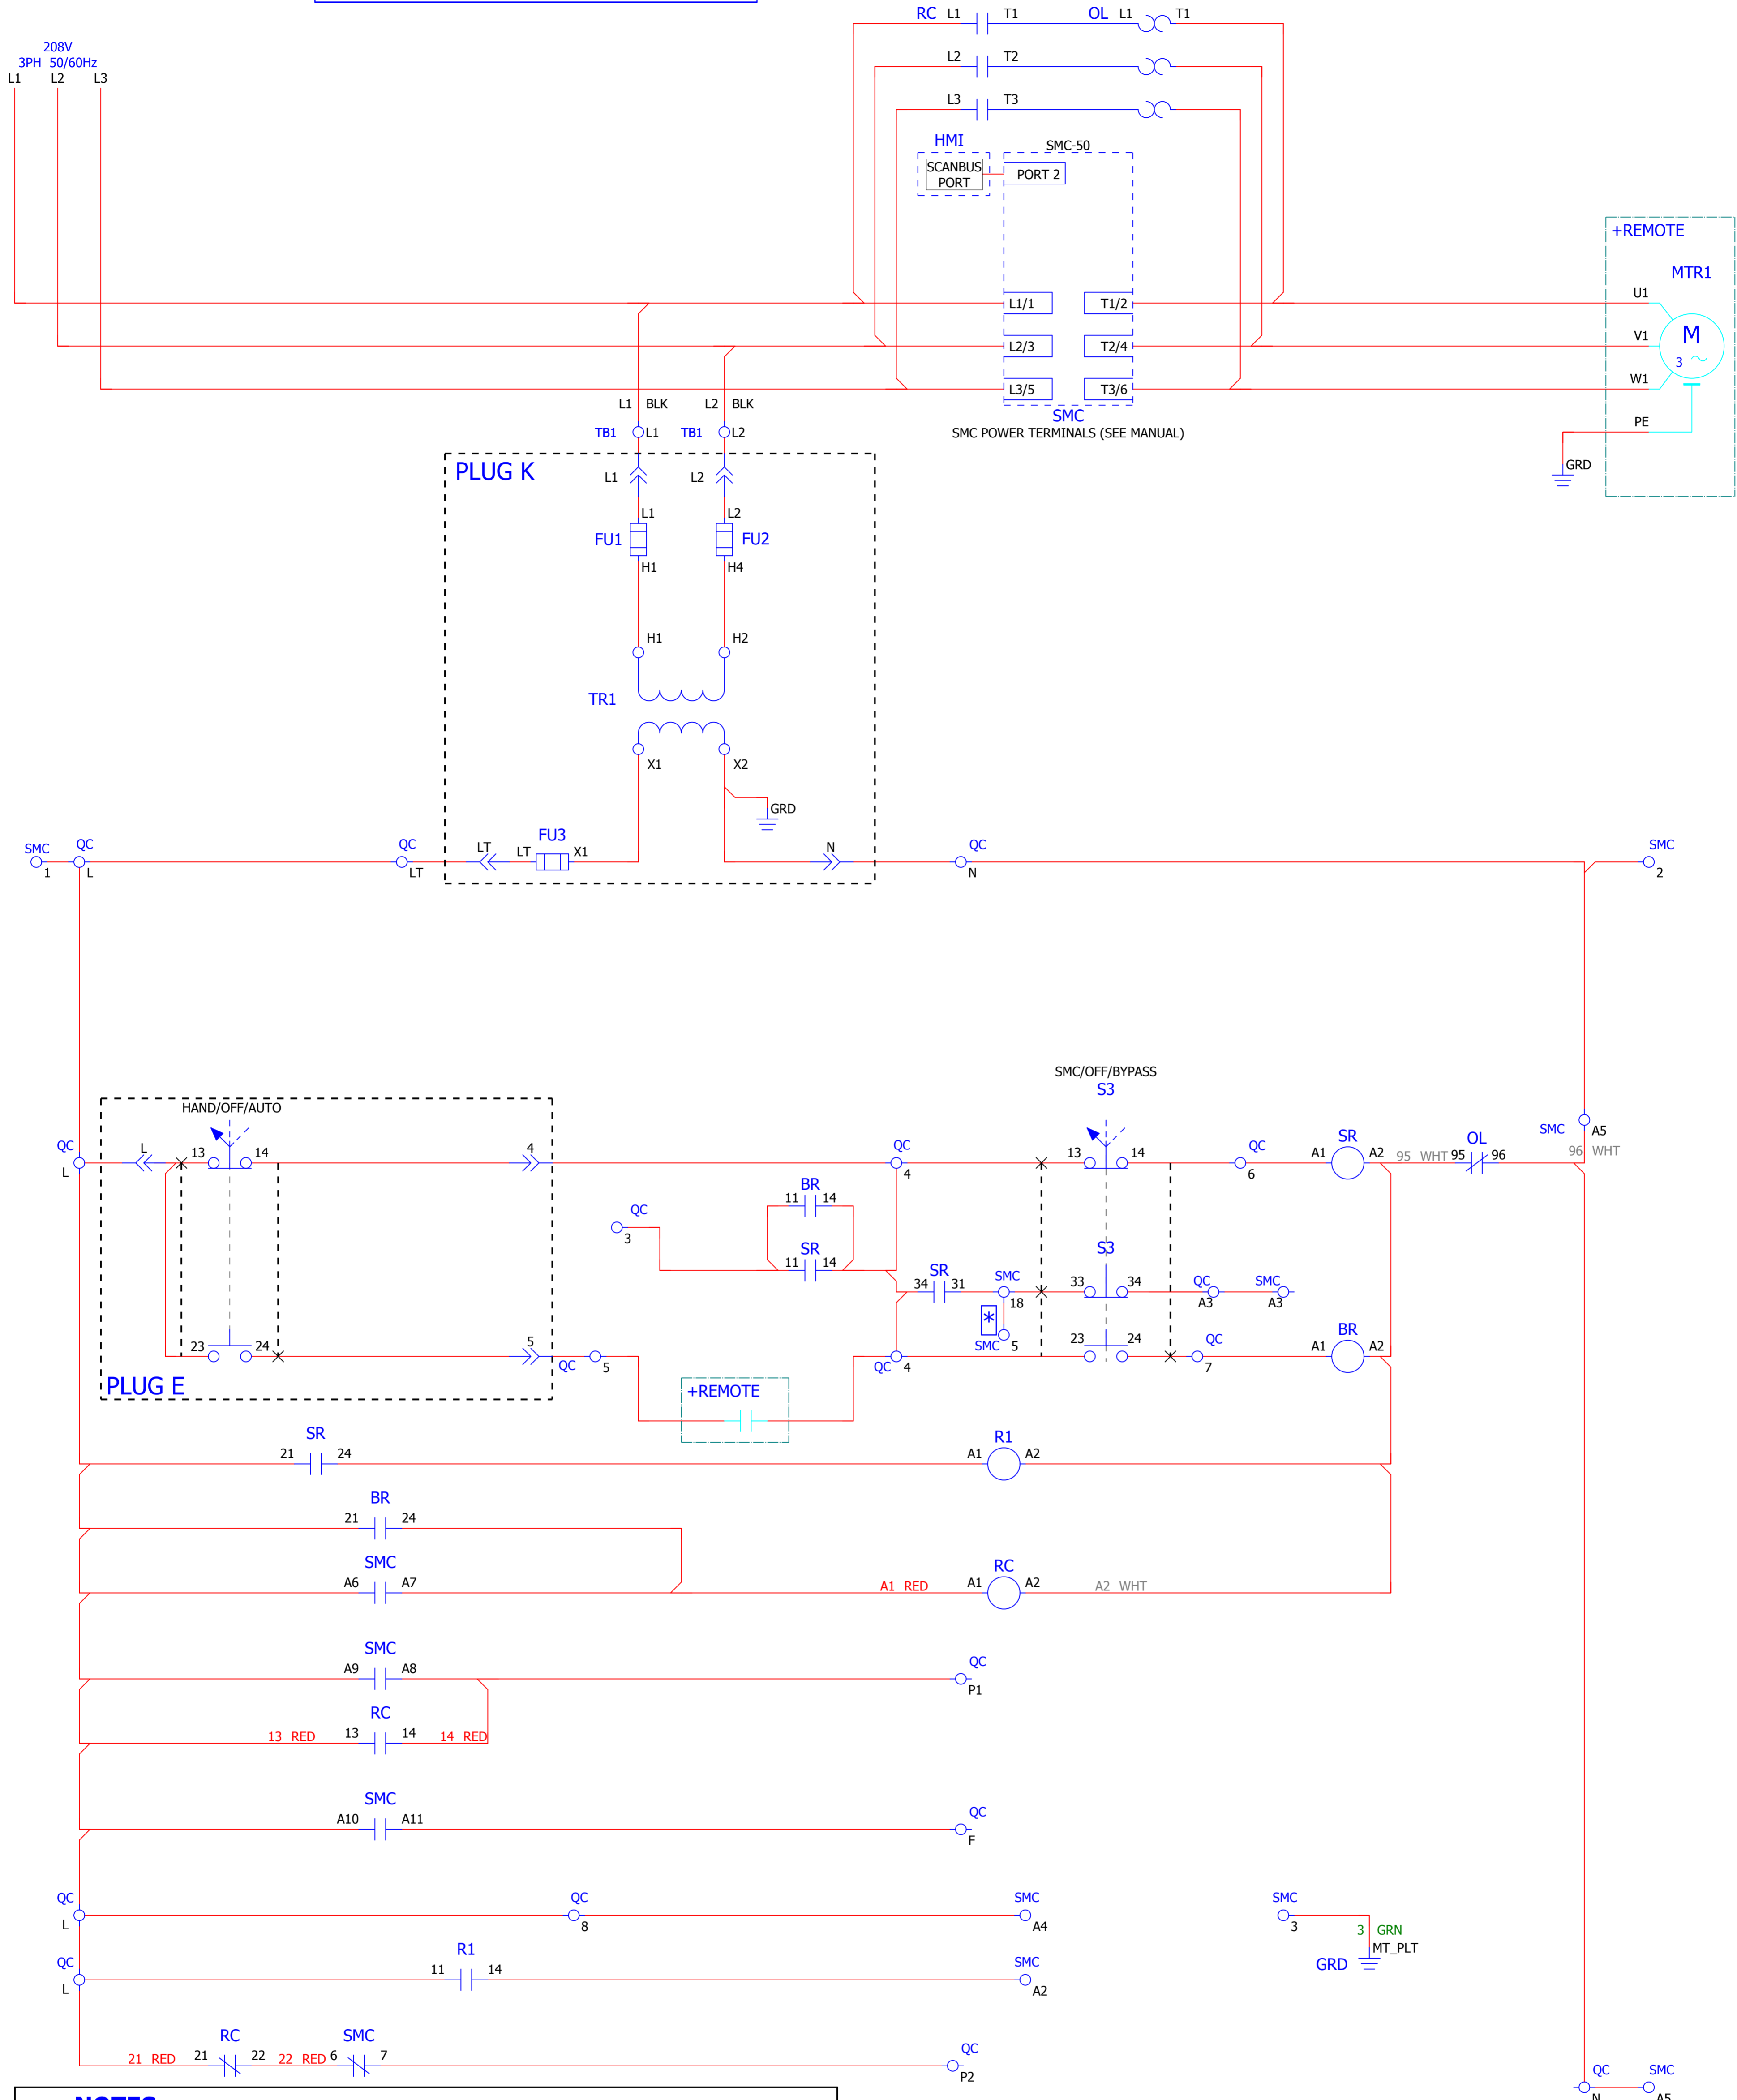 RC L1 T1 OL L1 T1
208V
3PH 50/60Hz
L1 L2 L3
L2 T2
L3 T3
HMI
SMC-50
SCANBUS
PORT
PORT 2
+REMOTE
MTR1
U1
L1/1 T1/2
V1
M
3
L2/3 T2/4
W1
L3/5 T3/6
L1 BLK L2 BLK
SMC
SMC POWER TERMINALS (SEE MANUAL)
PE
GRD
TB1 L1 TB1 L2
PLUG K
L1 L2
L1 L2
FU1 FU2
H1 H4
H1 H2
TR1
X1 X2
GRD
FU3
SMC QC QC LT LT X1 N QC SMC
1 L LT N 2
SMC/OFF/BYPASS
S3
HAND/OFF/AUTO
SMC A5
QC L 13 14 4 QC 13 14 QC SR OL
L 4 6 A1 A2 95 WHT 95 96 96 WHT
BR
11 14
QC
3
SR
11 14
S3
SR
34 31 SMC 33 34 QC SMC
18 A3 A3
*
SMC 5
23 24 5 QC 5 QC 4 23 24 QC 7 BR A1 A2
PLUG E
+REMOTE
SR
21 24
R1
A1 A2
BR
21 24
SMC
A6 A7
RC
A1 RED A1 A2 A2 WHT
SMC
A9 A8
QC
P1
RC
13 RED 13 14 14 RED
SMC
A10 A11
QC
F
QC QC SMC SMC
L 8 A4 3
3 GRN
MT_PLT
GRD
QC R1 SMC
L 11 14 A2
RC SMC
21 RED 21 22 22 RED 6 7
QC
P2
QC SMC
N A5
NOTES